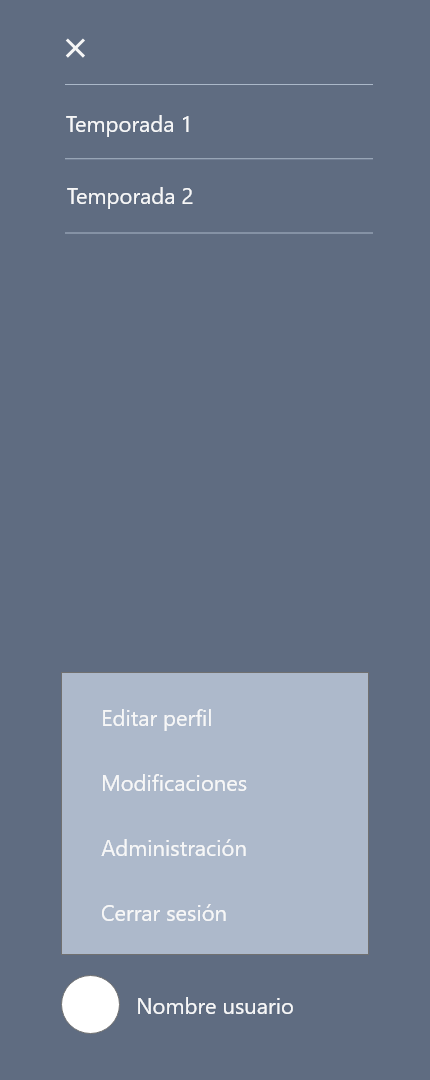 Temporada 1
Temporada 2
Editar perfil
Modificaciones
Administración
Cerrar sesión
Nombre usuario